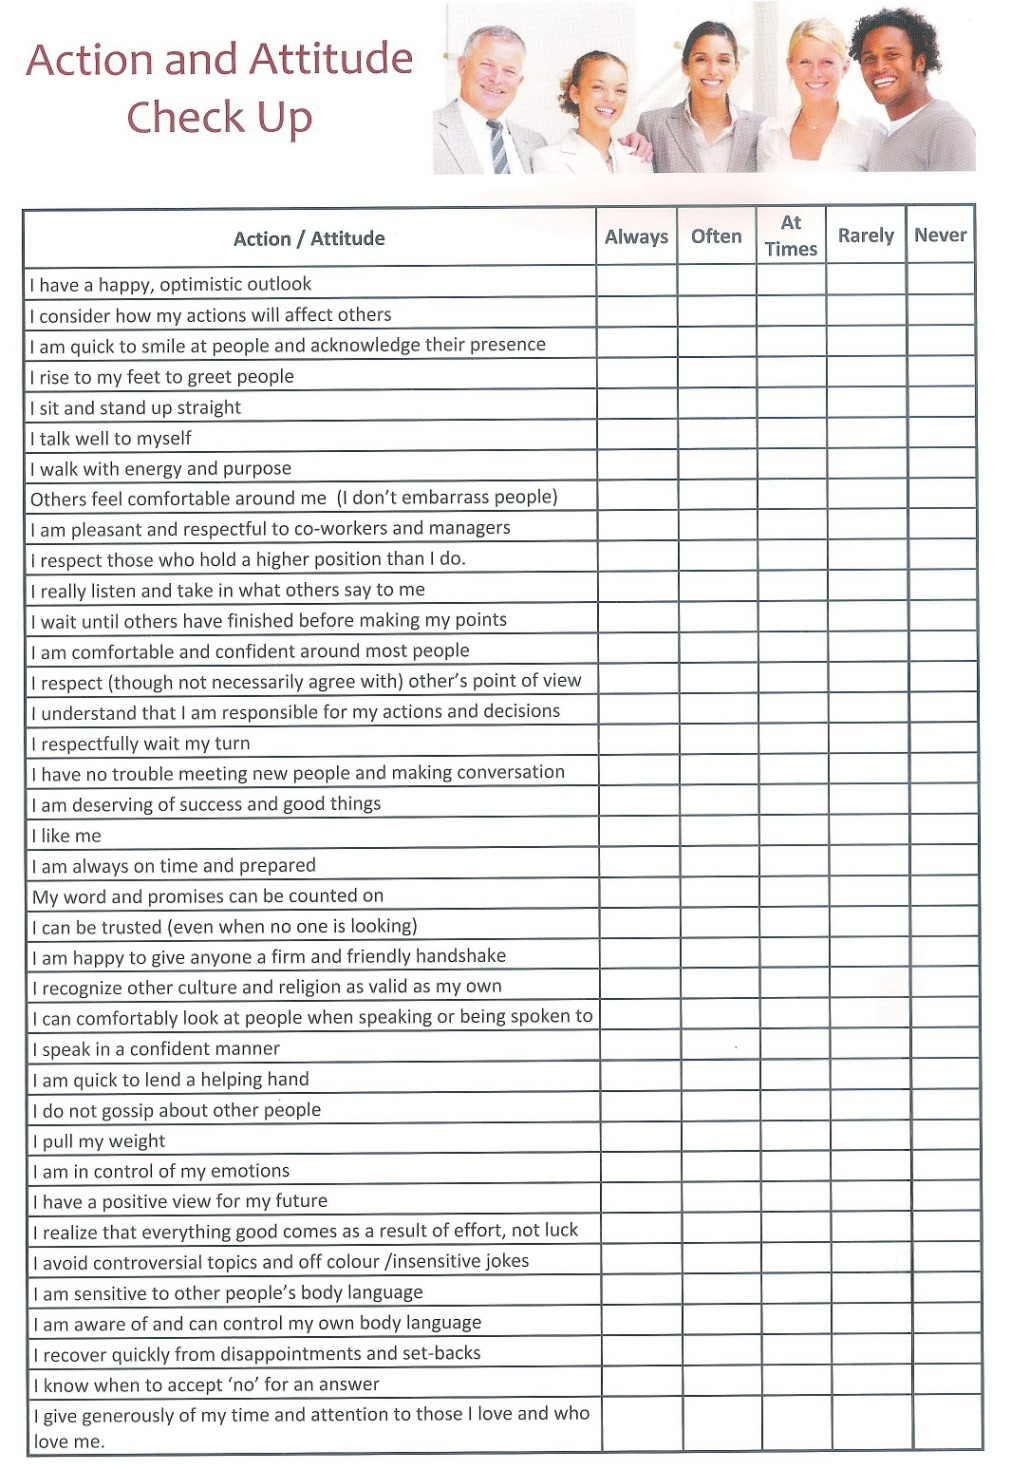 Action and Attitude
Check Up
Action / Attitude Always Often At Times Rarely Never
I have a happy, optimistic outlook
I consider how my actions will affect others
I am quick to smile at people and acknowledge their presence
I rise to my feet to greet people
I sit and stand up straight
I talk well to myself
I walk with energy and purpose
Others feel comfortable around me (I don't embarrass people)
I am pleasant and respectful to co-workers and managers
I respect those who hold a higher position than I do.
I really listen and take in what others say to me
I wait until others have finished before making my points
I am comfortable and confident around most people
I respect (though not necessarily agree with) other's point of view
I understand that I am responsible for my actions and decisions
I respectfully wait my turn
I have no trouble meeting new people and making conversation
I am deserving of success and good things
I like me
I am always on time and prepared
My word and promises can be counted on
I can be trusted (even when no one is looking)
I am happy to give anyone a firm and friendly handshake
I recognize other culture and religion as valid as my own
I can comfortably look at people when speaking or being spoken to
I speak in a confident manner
I am quick to lend a helping hand
I do not gossip about other people
I pull my weight
I am in control of my emotions
I have a positive view for my future
I realize that everything good comes as a result of effort, not luck
I avoid controversial topics and off colour /insensitive jokes
I am sensitive to other people's body language
I am aware of and can control my own body language
I recover quickly from disappointments and set-backs
I know when to accept 'no' for an answer
I give generously of my time and attention to those I love and who
love me.